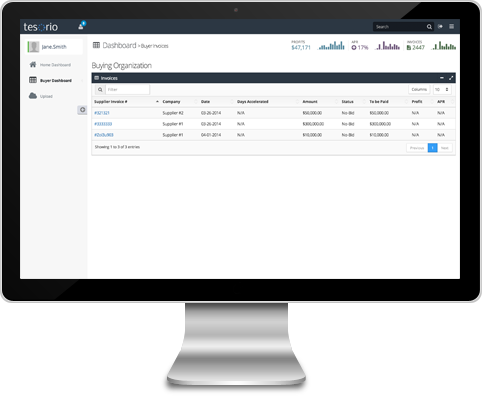 tesorio
Search
Jane.Smith
Dashboard > Buyer Invoices
PROFITS
$47,171
APR
17%
INVOICES
2447
Home Dashboard
Buyer Dashboard
Upload
Buying Organization
Invoices
Filter
Columns
10
Supplier Invoice # Company Date Days Accelerated Amount Status To be Paid Profit APR
Supplier #2 03-26-2014 N/A $50,000.00 No-Bid $50,000.00 N/A N/A
Supplier #1 03-26-2014 N/A $300,000.00 No-Bid $300,000.00 N/A N/A
Supplier #1 04-01-2014 N/A $10,000.00 No-Bid $10,000.00 N/A N/A
Showing 1 to 3 of 3 entries
Previous 1 Next